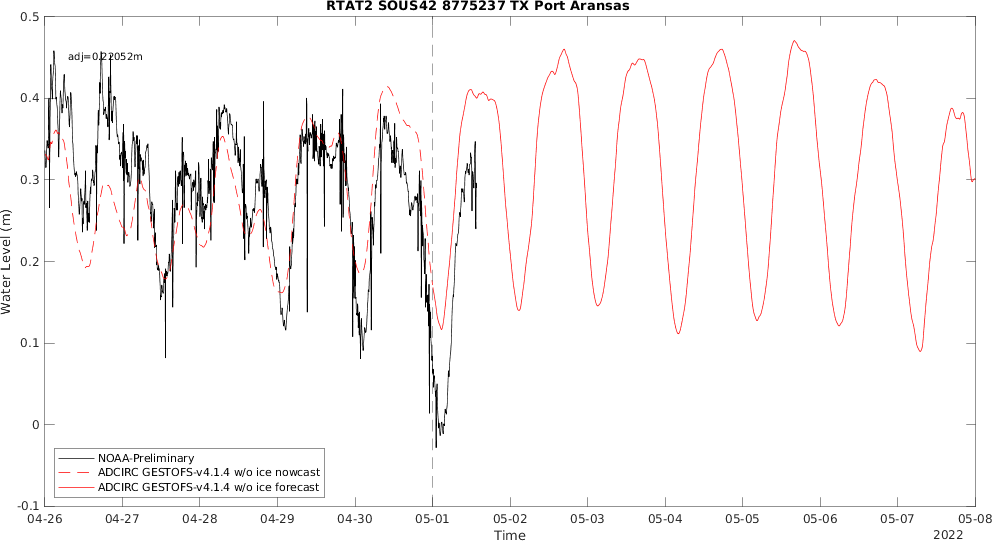 RTAT2 SOUS42 8775237 TX Port Aransas
adj=0.22052m
0.5
0.4
0.3
0.2
0.1
0
-0.1
Water Level (m)
NOAA-Preliminary
ADCIRC GESTOFS-v4.1.4 w/o ice nowcast
ADCIRC GESTOFS-v4.1.4 w/o ice forecast
04-26 04-27 04-28 04-29 04-30 05-01 05-02 05-03 05-04 05-05 05-06 05-07 05-08
Time
2022